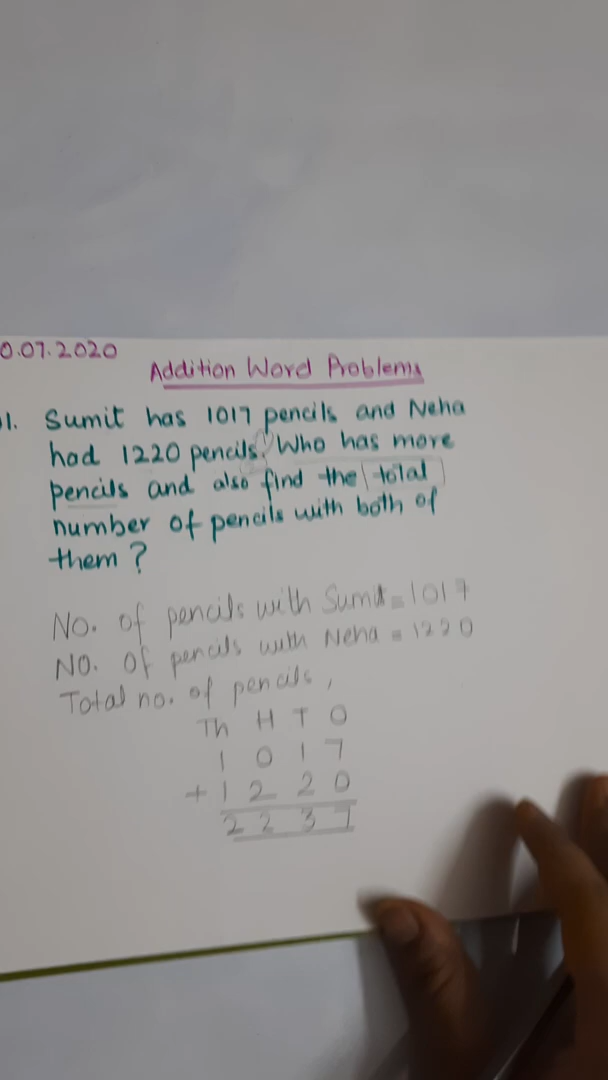 0.07.2020
Addition Word Problems
1. Sumit has 1017 pencils and Neha
had 1220 pencils. Who has more
pencils and also find the total
number of pencils with both of
them ?
No. of pencils with Sumit = 1017
No. of pencils with Neha = 1220
Total no. of pencils,
Th H T O
1 0 1 7
+ 1 2 2 0
2 2 3 7